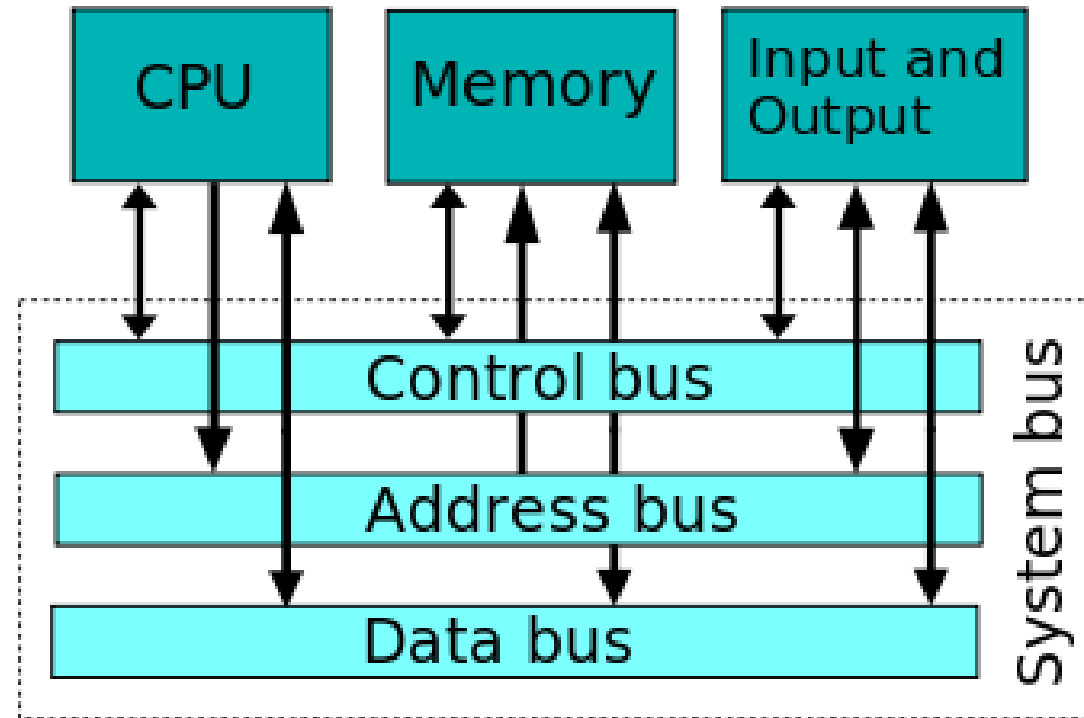 CPU
Memory
Input and
Output
Control bus
Address bus
Data bus
System bus